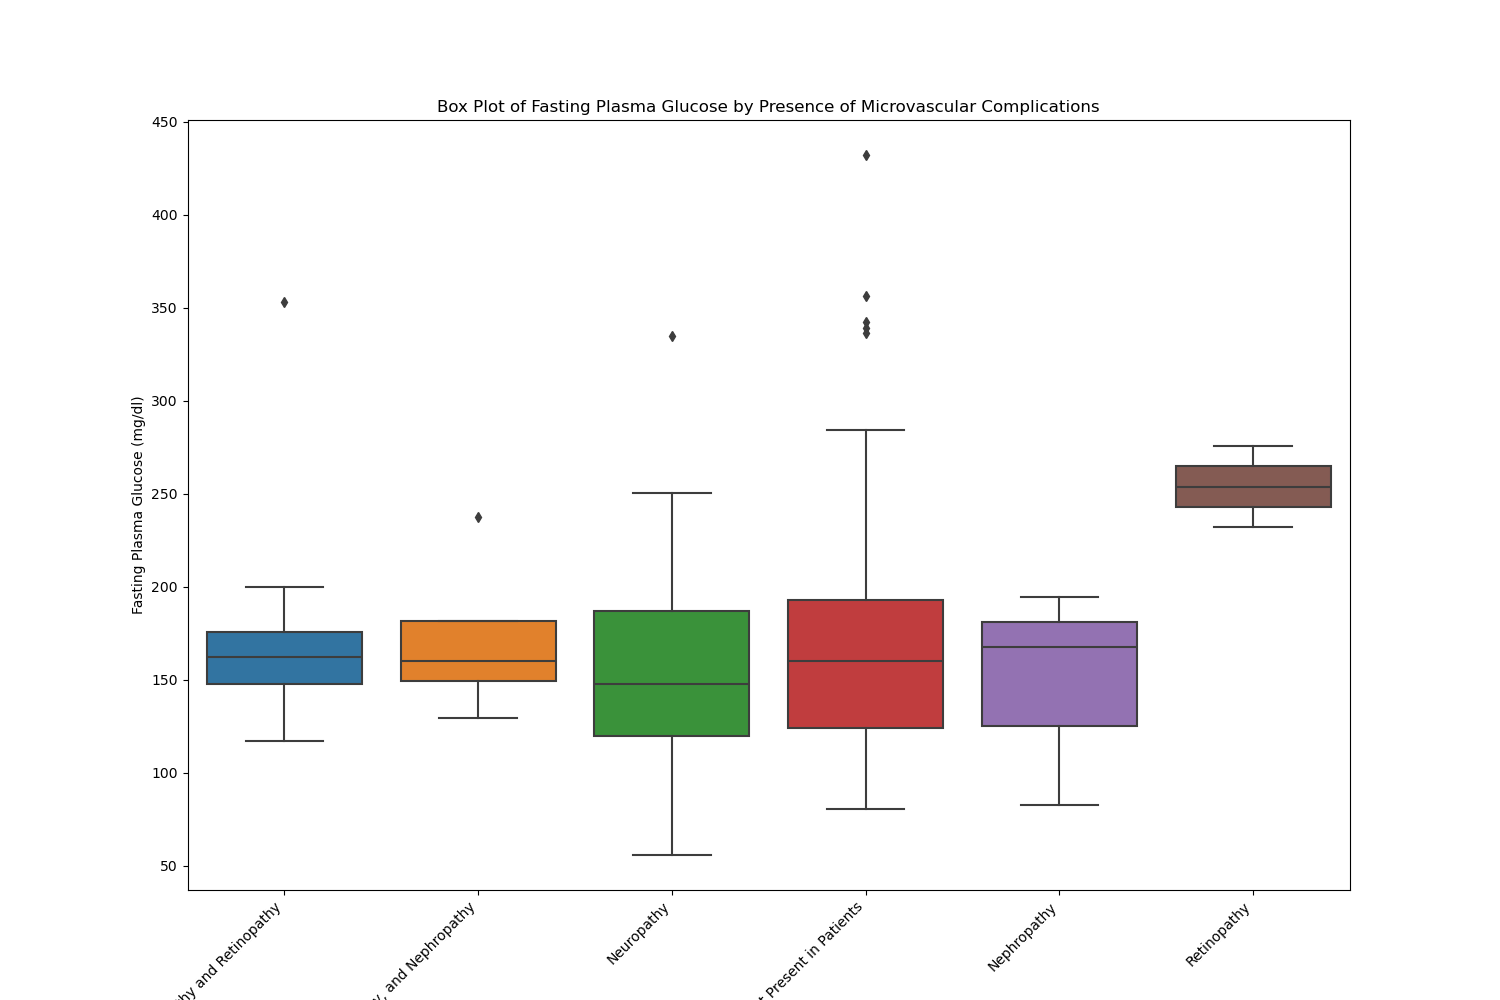 Box Plot of Fasting Plasma Glucose by Presence of Microvascular Complications
450
400
350
300
250
200
150
100
50
Fasting Plasma Glucose (mg/dl)
and Retinopathy
and Nephropathy
Neuropathy
Present in Patients
Nephropathy
Retinopathy